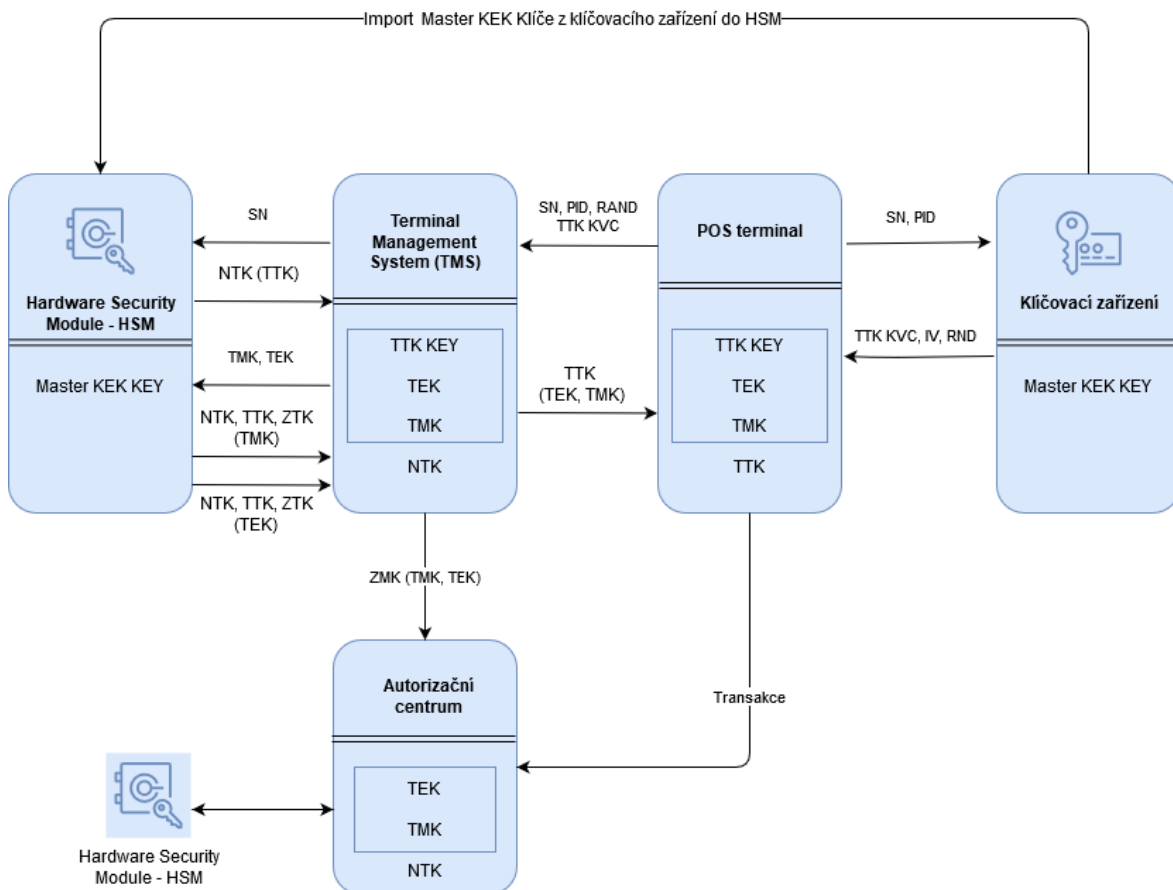 Import Master KEK Klíče z klíčovacího zařízení do HSM
Hardware Security
Module - HSM
Master KEK KEY
SN
NTK (TTK)
TMK, TEK
NTK, TTK, ZTK
(TMK)
NTK, TTK, ZTK
(TEK)
Terminal
Management
System (TMS)
TTK KEY
TEK
TMK
NTK
SN, PID, RAND
TTK KVC
TTK
(TEK, TMK)
POS terminal
TTK KEY
TEK
TMK
TTK
SN, PID
TTK KVC, IV, RND
Klíčovací zařízení
Master KEK KEY
ZMK (TMK, TEK)
Transakce
Autorizační
centrum
TEK
TMK
NTK
Hardware Security
Module - HSM